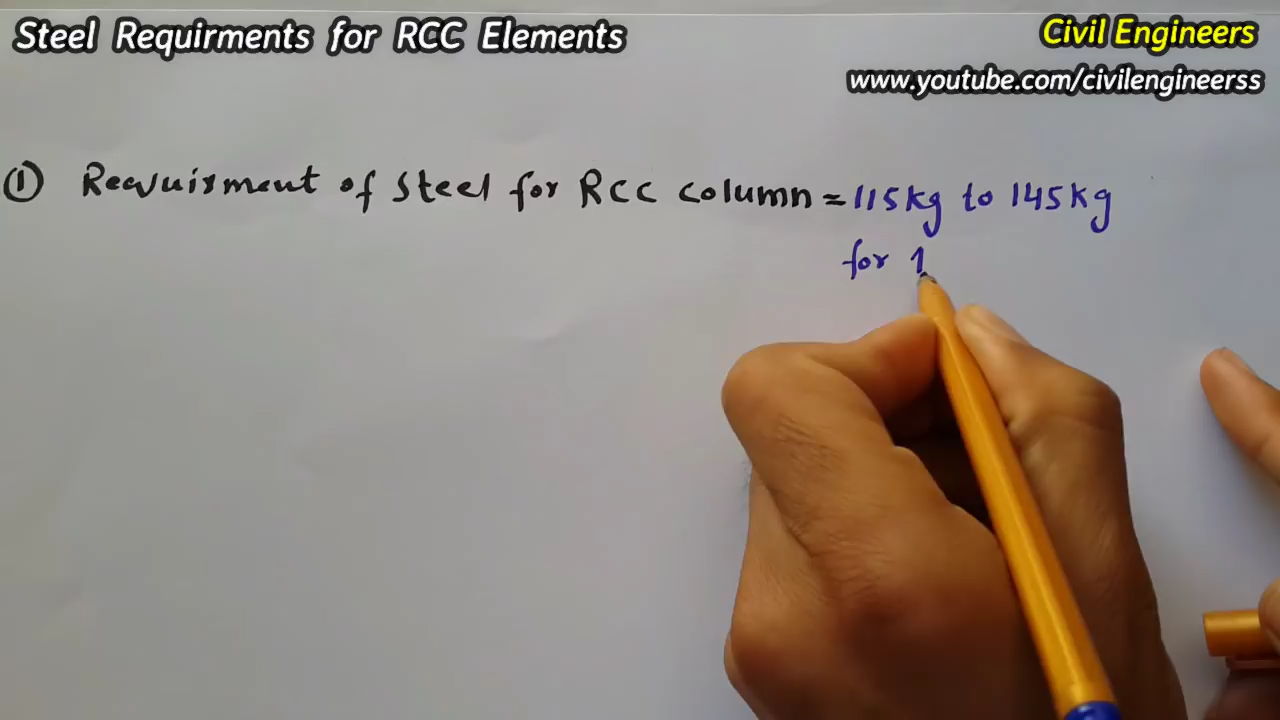 Steel Requirments for RCC Elements
Civil Engineers
www.youtube.com/civilengineerss
① Requirment of Steel for RCC column = 115kg to 145kg
for 1